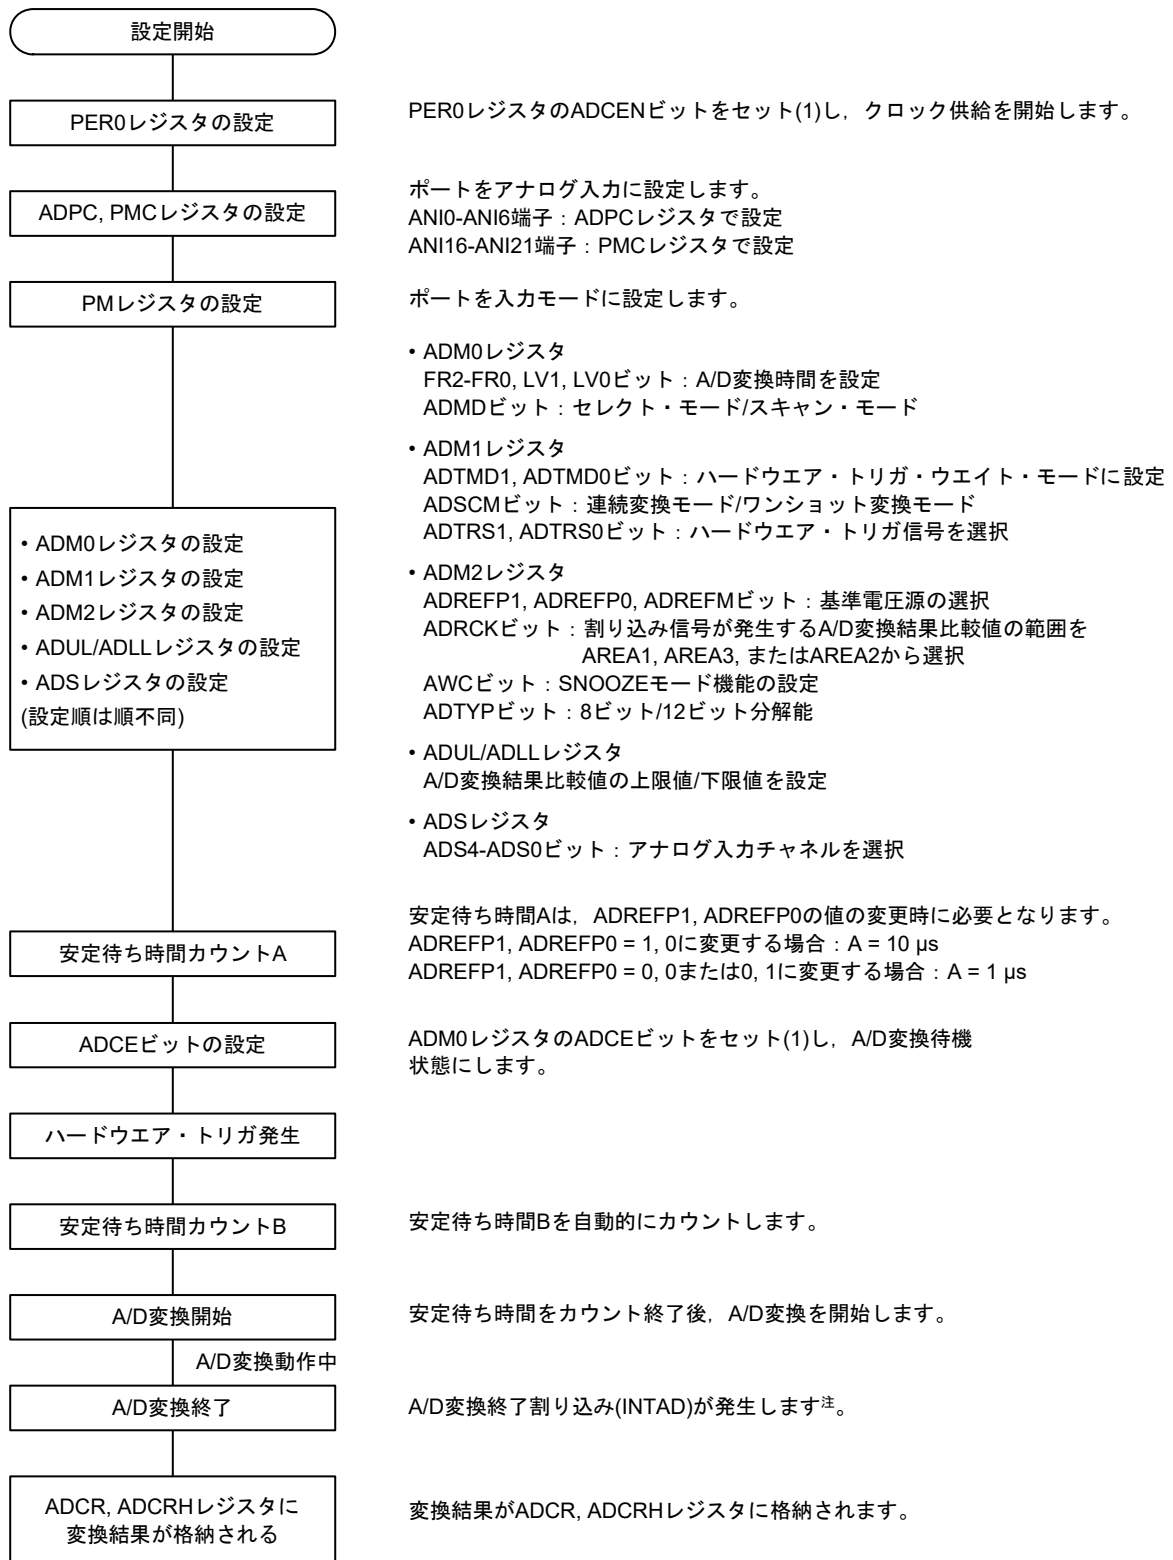 設定開始
PER0レジスタの設定
PER0レジスタのADCENビットをセット(1)し，クロック供給を開始します。
ADPC, PMCレジスタの設定
ポートをアナログ入力に設定します。
ANI0-ANI6端子：ADPCレジスタで設定
ANI16-ANI21端子：PMCレジスタで設定
PMレジスタの設定
ポートを入力モードに設定します。
• ADM0レジスタの設定
• ADM1レジスタの設定
• ADM2レジスタの設定
• ADUL/ADLLレジスタの設定
• ADSレジスタの設定
(設定順は順不同)
• ADM0レジスタ
FR2-FR0, LV1, LV0ビット：A/D変換時間を設定
ADMDビット：セレクト・モード/スキャン・モード
• ADM1レジスタ
ADTMD1, ADTMD0ビット：ハードウエア・トリガ・ウエイト・モードに設定
ADSCMビット：連続変換モード/ワンショット変換モード
ADTRS1, ADTRS0ビット：ハードウエア・トリガ信号を選択
• ADM2レジスタ
ADREFP1, ADREFP0, ADREFMビット：基準電圧源の選択
ADRCKビット：割り込み信号が発生するA/D変換結果比較値の範囲を
AREA1, AREA3, またはAREA2から選択
AWCビット：SNOOZEモード機能の設定
ADTYPビット：8ビット/12ビット分解能
• ADUL/ADLLレジスタ
A/D変換結果比較値の上限値/下限値を設定
• ADSレジスタ
ADS4-ADS0ビット：アナログ入力チャネルを選択
安定待ち時間カウントA
安定待ち時間Aは，ADREFP1, ADREFP0の値の変更時に必要となります。
ADREFP1, ADREFP0 = 1, 0に変更する場合：A = 10 µs
ADREFP1, ADREFP0 = 0, 0または0, 1に変更する場合：A = 1 µs
ADCEビットの設定
ADM0レジスタのADCEビットをセット(1)し，A/D変換待機
状態にします。
ハードウエア・トリガ発生
安定待ち時間カウントB
安定待ち時間Bを自動的にカウントします。
A/D変換開始
安定待ち時間をカウント終了後，A/D変換を開始します。
A/D変換動作中
A/D変換終了
A/D変換終了割り込み(INTAD)が発生します注。
ADCR, ADCRHレジスタに
変換結果が格納される
変換結果がADCR, ADCRHレジスタに格納されます。